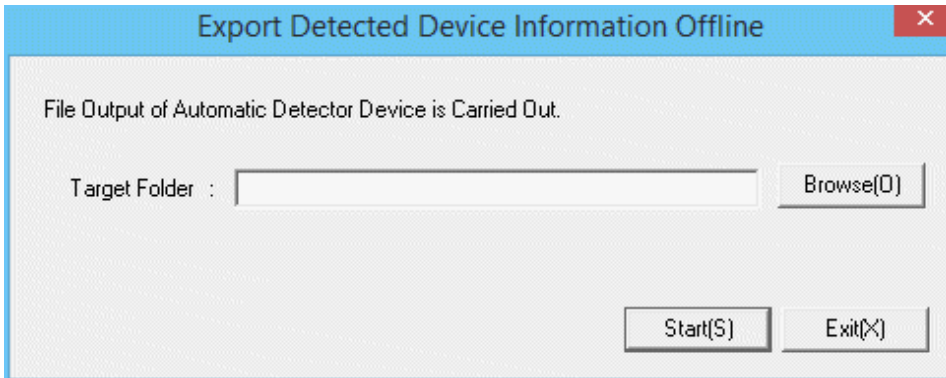 Export Detected Device Information Offline
File Output of Automatic Detector Device is Carried Out.
Target Folder :
Browse(O)
Start(S)
Exit(X)